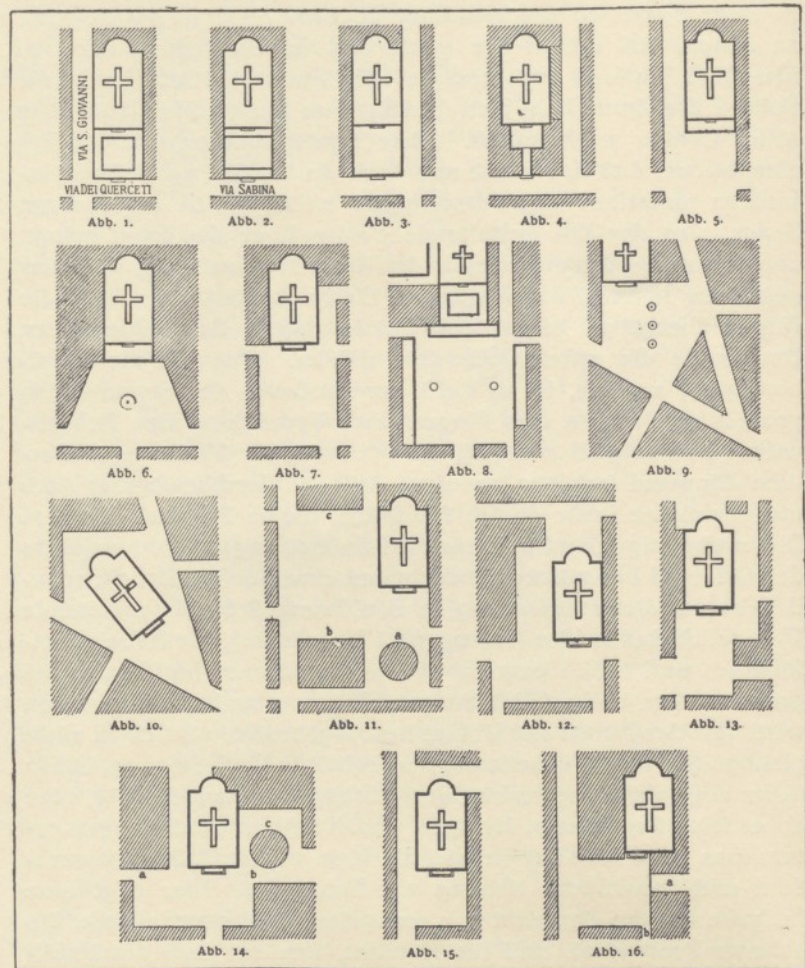 VIA S. GIOVANNI
VIA DEI QUERCETI
VIA SABINA
Abb. 1.
Abb. 2.
Abb. 3.
Abb. 4.
Abb. 5.
Abb. 6.
Abb. 7.
Abb. 8.
Abb. 9.
c
b
a
Abb. 10.
Abb. 11.
Abb. 12.
Abb. 13.
c
a
b
a
b
Abb. 14.
Abb. 15.
Abb. 16.